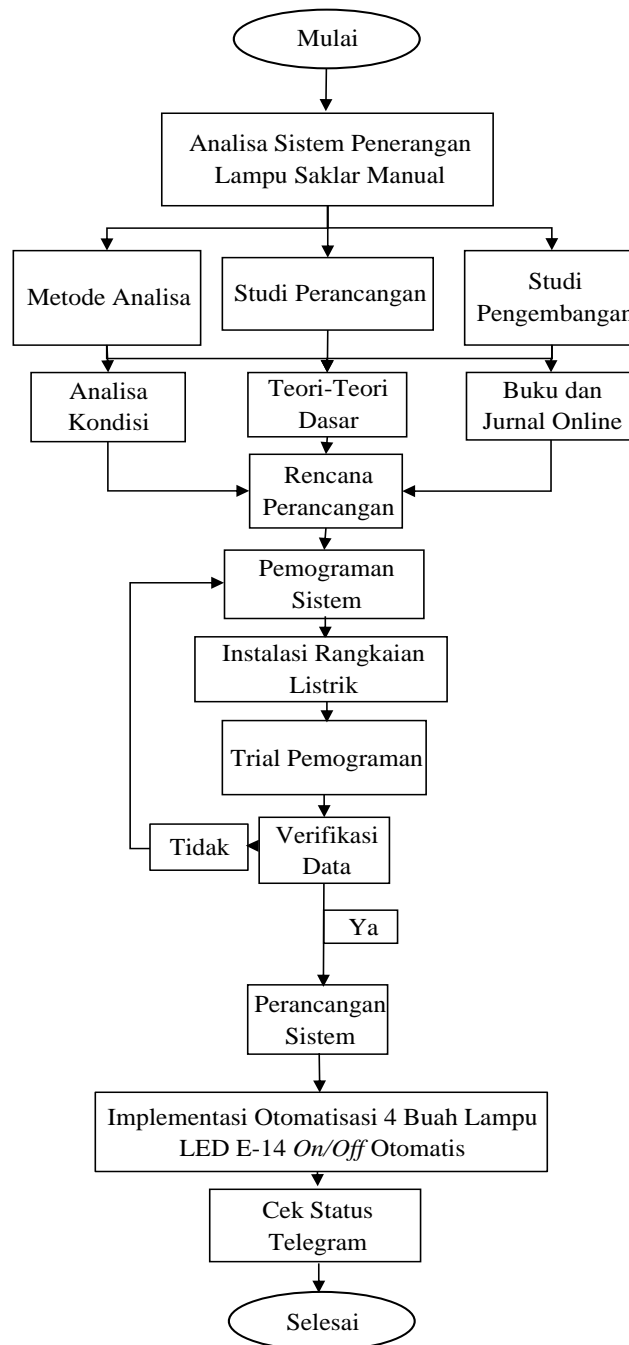 Mulai
Analisa Sistem Penerangan
Lampu Saklar Manual
Metode Analisa
Studi Perancangan
Studi
Pengembangan
Analisa
Kondisi
Teori-Teori
Dasar
Buku dan
Jurnal Online
Rencana
Perancangan
Pemograman
Sistem
Instalasi Rangkaian
Listrik
Trial Pemograman
Tidak
Verifikasi
Data
Ya
Perancangan
Sistem
Implementasi Otomatisasi 4 Buah Lampu
LED E-14 On/Off Otomatis
Cek Status
Telegram
Selesai